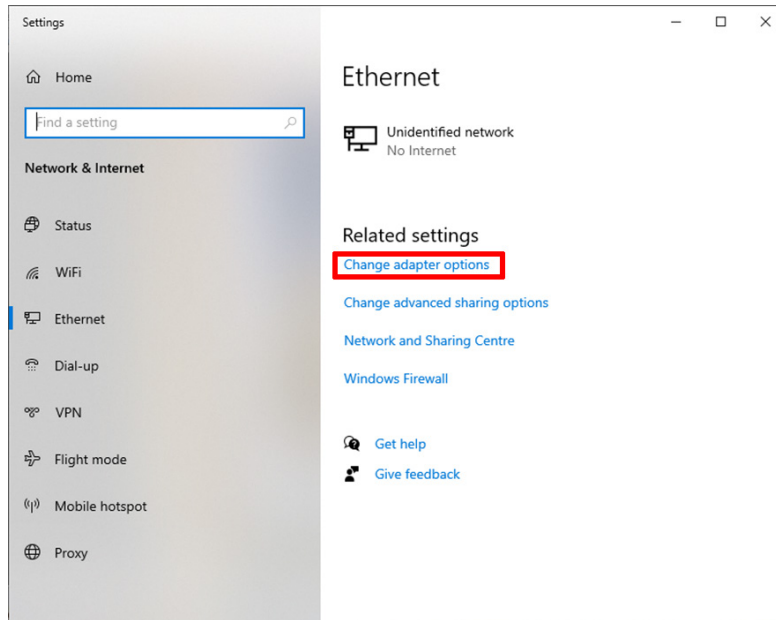 Settings
Home
Find a setting
Network & Internet
Status
WiFi
Ethernet
Dial-up
VPN
Flight mode
Mobile hotspot
Proxy
Ethernet
Unidentified network
No Internet
Related settings
Change adapter options
Change advanced sharing options
Network and Sharing Centre
Windows Firewall
Get help
Give feedback